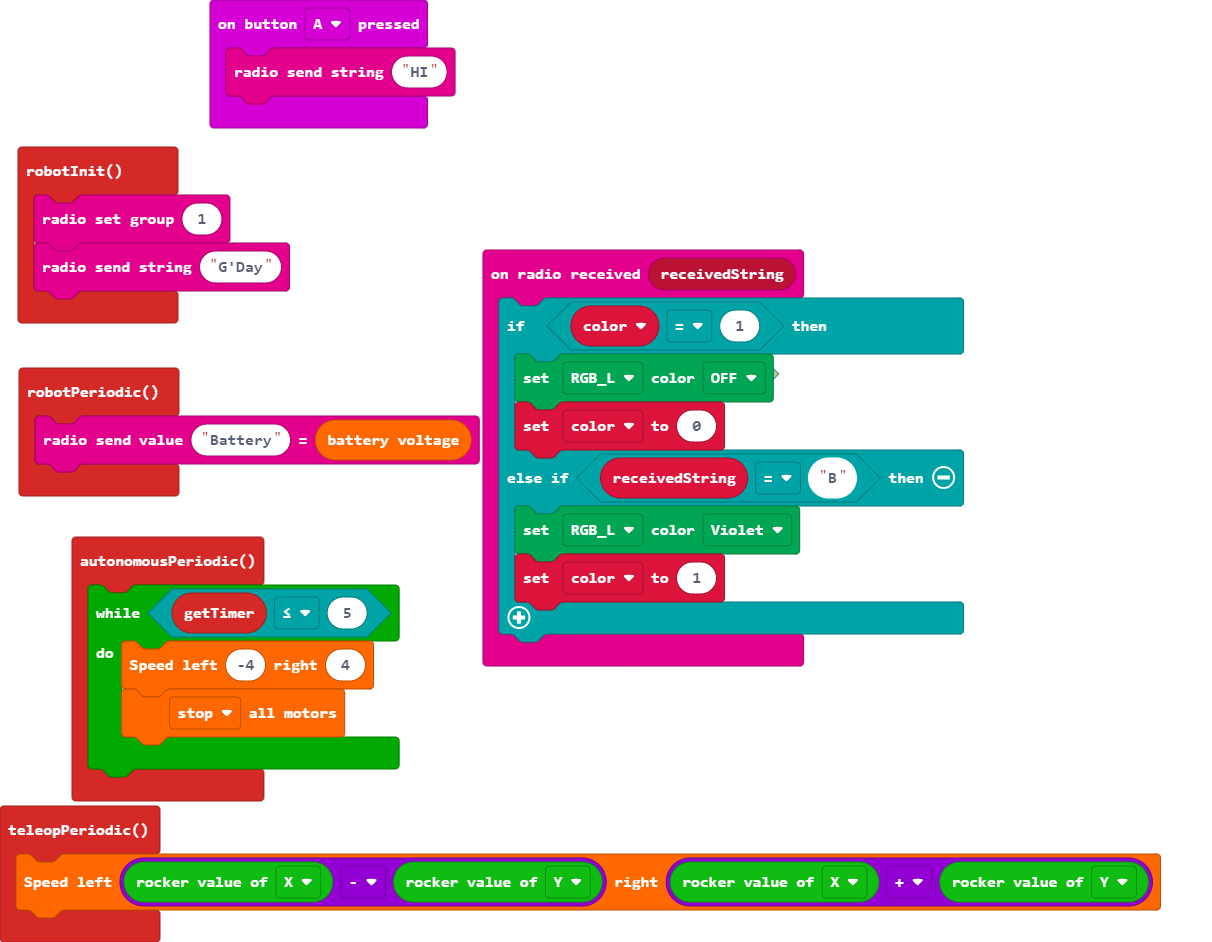 on button A pressed
radio send string "HI"
robotInit()
radio set group 1
radio send string "G'Day"
on radio received receivedString
if color = 1 then
set RGB_L color OFF
set color to 0
else if receivedString = "B" then
set RGB_L color Violet
set color to 1
robotPeriodic()
radio send value "Battery" = battery voltage
autonomousPeriodic()
while getTimer ≤ 5
do
Speed left -4 right 4
stop all motors
teleopPeriodic()
Speed left rocker value of X - rocker value of Y right rocker value of X + rocker value of Y